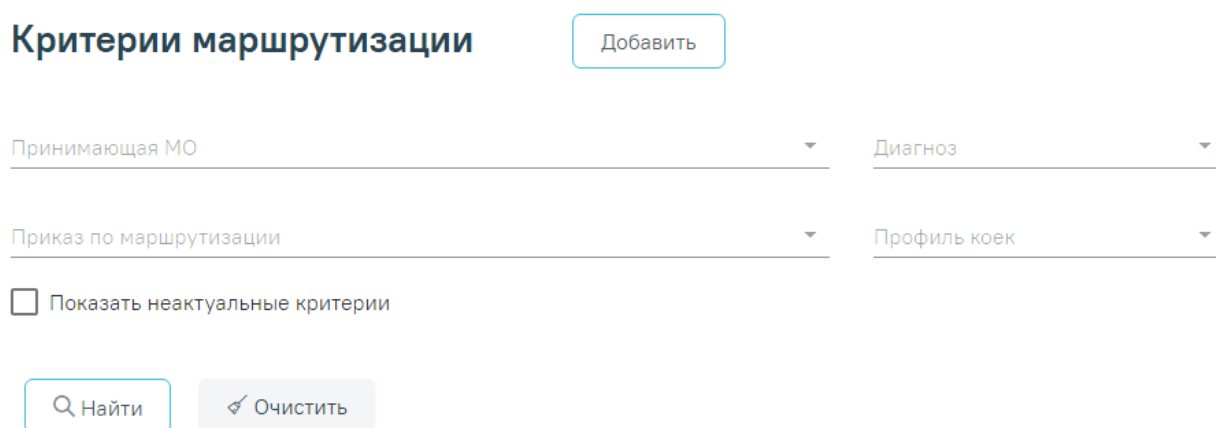 Критерии маршрутизации Добавить
Принимающая МО Диагноз
Приказ по маршрутизации Профиль коек
Показать неактуальные критерии
Найти Очистить